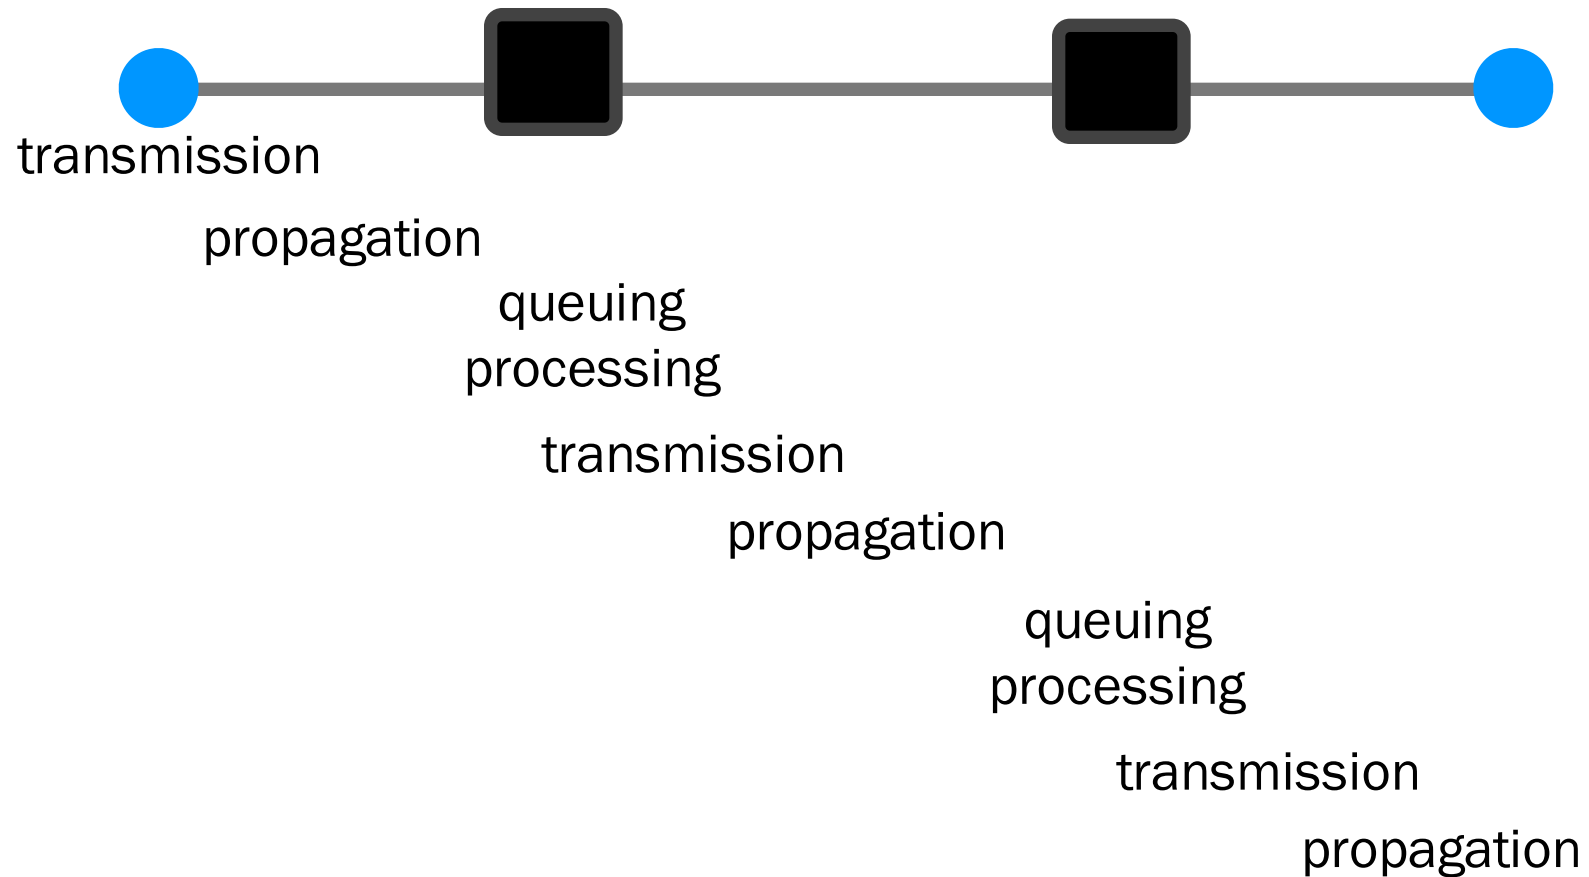 transmission
propagation
queuing
processing
transmission
propagation
queuing
processing
transmission
propagation